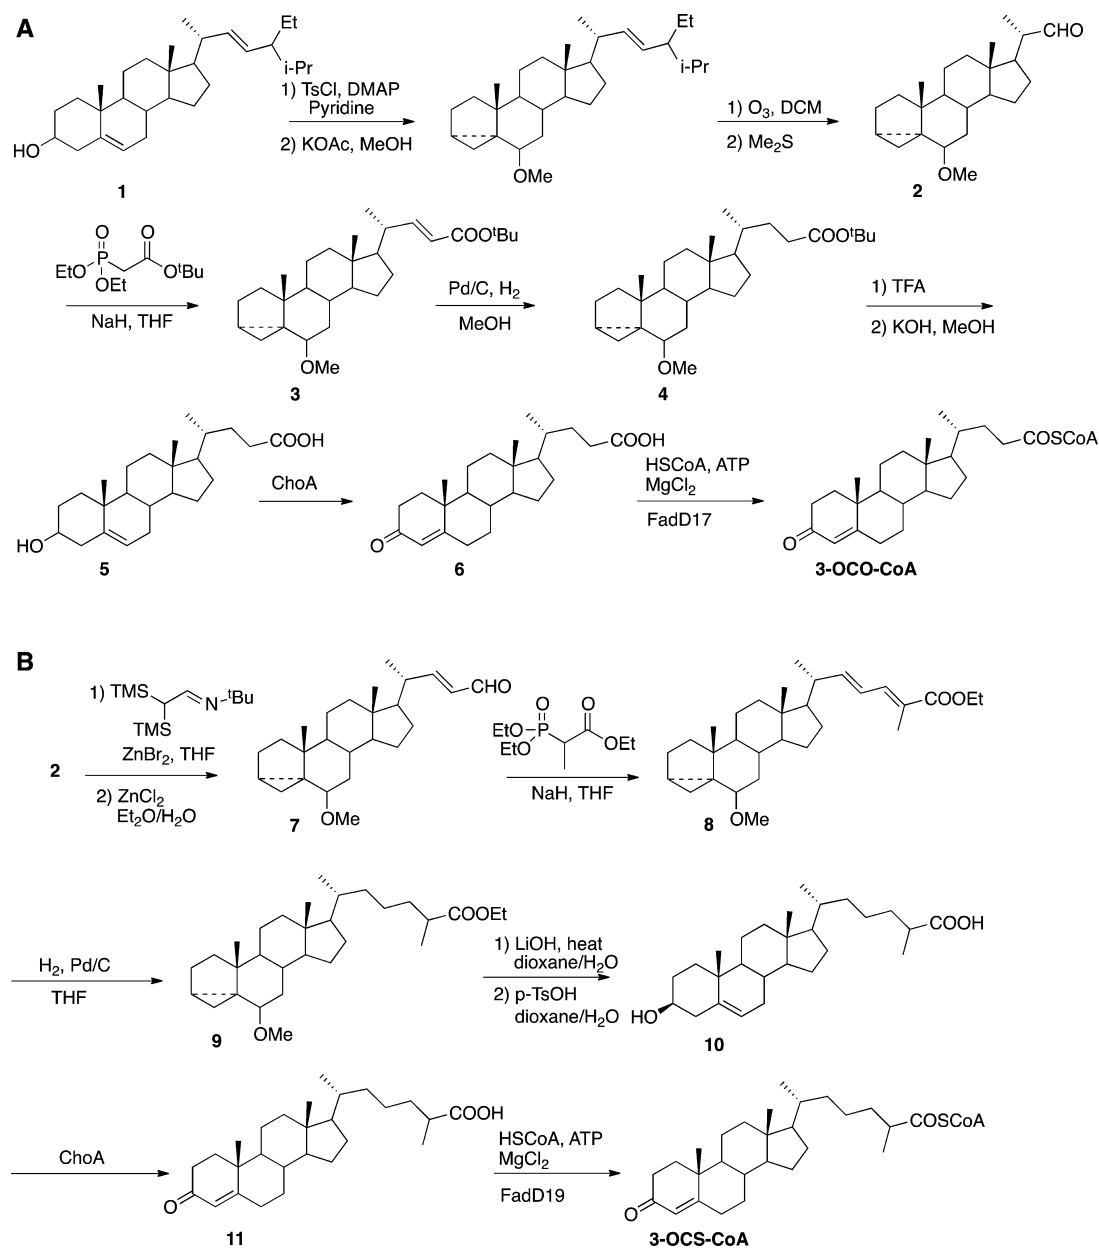 A
Et
i-Pr
HO
1
1) TsCl, DMAP
Pyridine
2) KOAc, MeOH
Et
i-Pr
OMe
1) O3, DCM
2) Me2S
CHO
OMe
2
O O
EtO P OtBu
OEt
NaH, THF
COOtBu
OMe
3
Pd/C, H2
MeOH
COOtBu
OMe
4
1) TFA
2) KOH, MeOH
COOH
HO
5
ChoA
COOH
O
6
HSCoA, ATP
MgCl2
FadD17
COSCoA
O
3-OCO-CoA
B
2
1) TMS N tBu
TMS
ZnBr2, THF
2) ZnCl2
Et2O/H2O
CHO
OMe
7
O O
EtO P OEt
EtO
NaH, THF
COOEt
OMe
8
H2, Pd/C
THF
COOEt
OMe
9
1) LiOH, heat
dioxane/H2O
2) p-TsOH
dioxane/H2O
COOH
HO
10
ChoA
COOH
O
11
HSCoA, ATP
MgCl2
FadD19
COSCoA
O
3-OCS-CoA